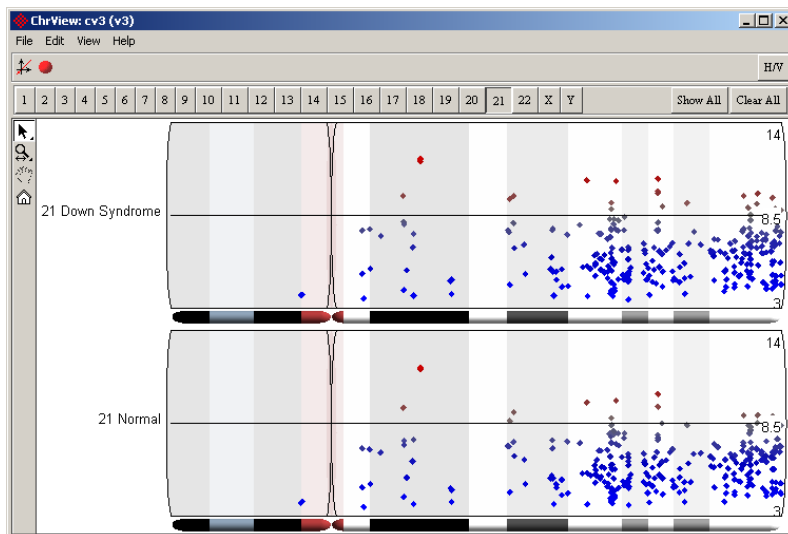 ChrView: cv3 (v3)
File Edit View Help
H/V
1 2 3 4 5 6 7 8 9 10 11 12 13 14 15 16 17 18 19 20 21 22 X Y Show All Clear All
14
21 Down Syndrome
8.5
3
14
21 Normal
8.5
3